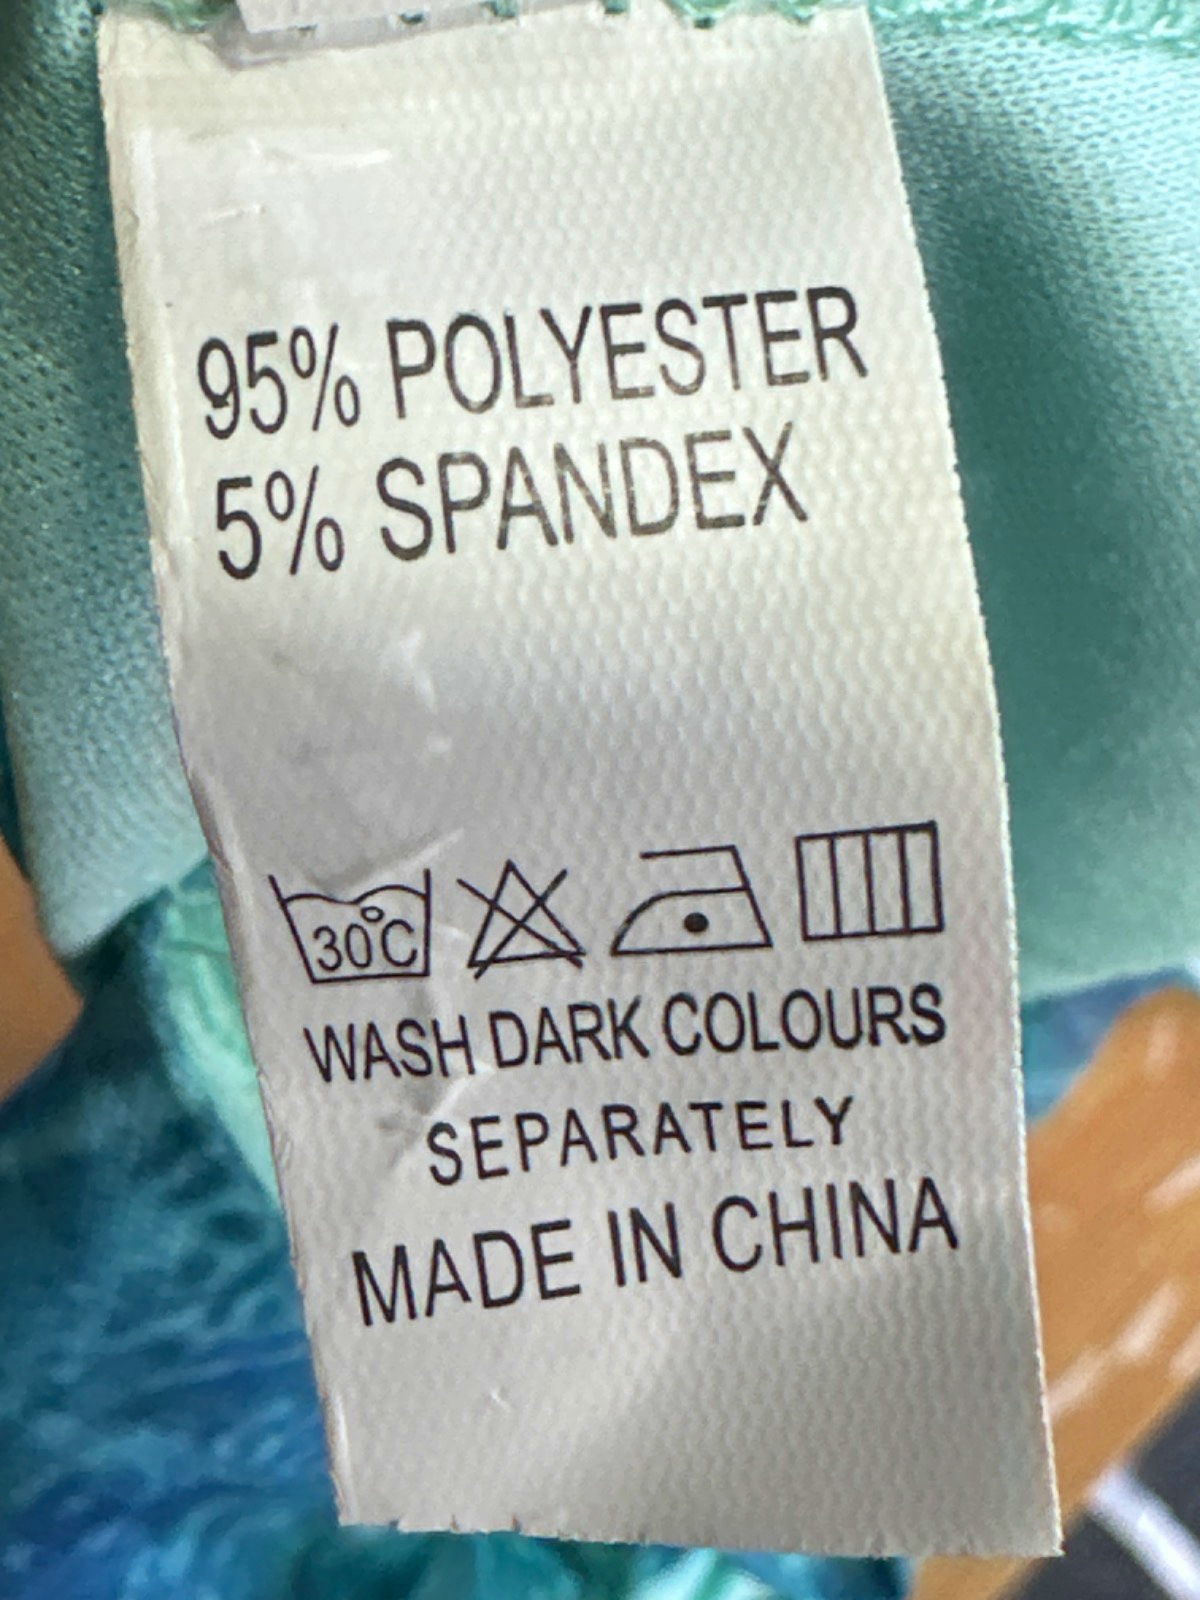 95% POLYESTER
5% SPANDEX
30°C
WASH DARK COLOURS
SEPARATELY
MADE IN CHINA